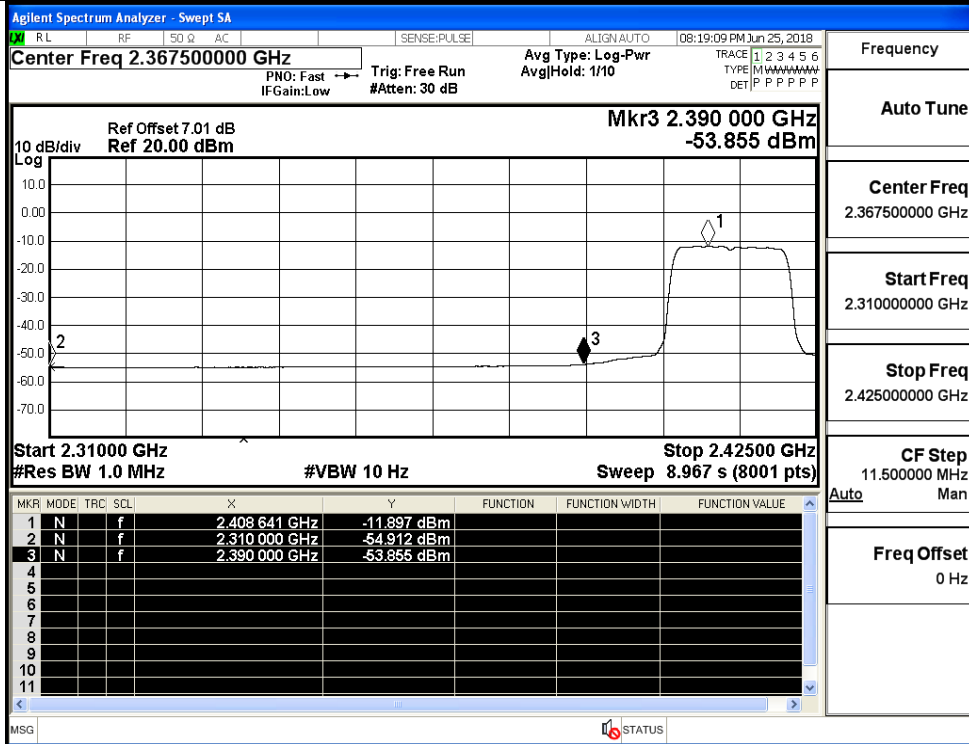 Agilent Spectrum Analyzer - Swept SA
LXI RL RF 50 Ω AC SENSE:PULSE ALIGNAUTO 08:19:09 PM Jun 25, 2018
Center Freq 2.367500000 GHz Avg Type: Log-Pwr TRACE 1 2 3 4 5 6
PNO: Fast Trig: Free Run Avg|Hold: 1/10 TYPE M W W W W W
IFGain:Low #Atten: 30 dB DET P P P P P P
Mkr3 2.390 000 GHz
-53.855 dBm
Ref Offset 7.01 dB
10 dB/div Ref 20.00 dBm
Log
10.0
0.00
-10.0
-20.0
-30.0
-40.0
-50.0
-60.0
-70.0
1
2
3
Start 2.31000 GHz Stop 2.42500 GHz
#Res BW 1.0 MHz #VBW 10 Hz Sweep 8.967 s (8001 pts)
MKR MODE TRC SCL X Y FUNCTION FUNCTION WIDTH FUNCTION VALUE
1 N f 2.408 641 GHz -11.897 dBm
2 N f 2.310 000 GHz -54.912 dBm
3 N f 2.390 000 GHz -53.855 dBm
4
5
6
7
8
9
10
11
MSG STATUS
Frequency
Auto Tune
Center Freq
2.367500000 GHz
Start Freq
2.310000000 GHz
Stop Freq
2.425000000 GHz
CF Step
11.500000 MHz
Auto Man
Freq Offset
0 Hz